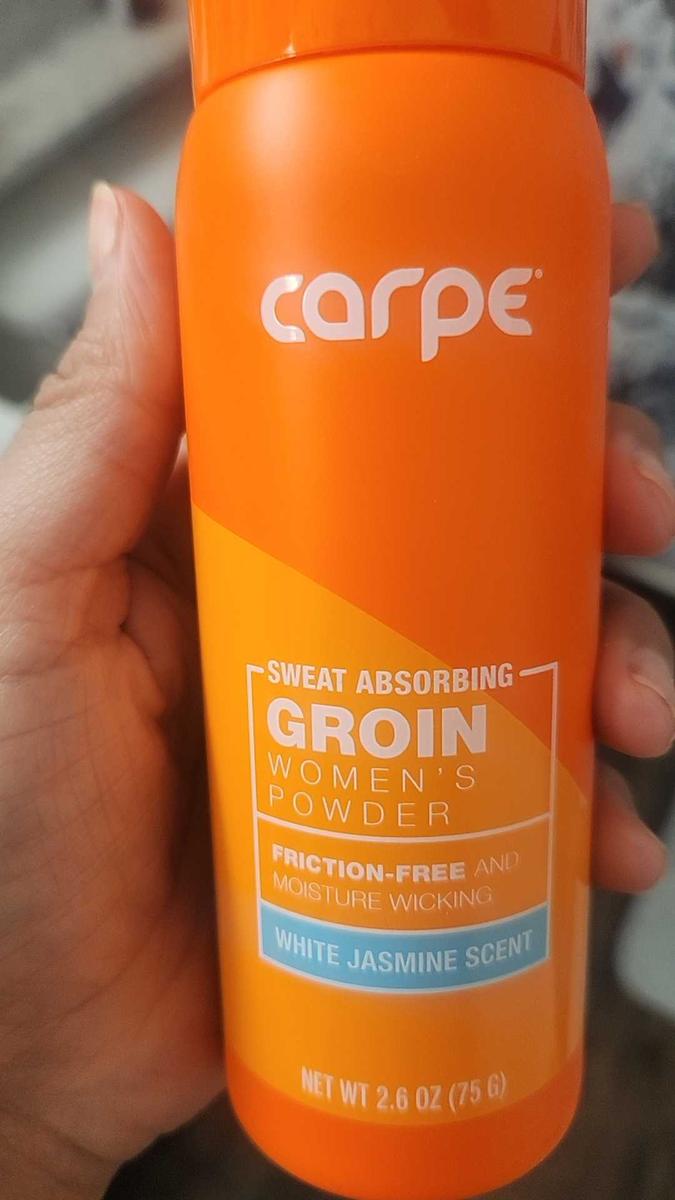 carpe®
SWEAT ABSORBING
GROIN
WOMEN'S
POWDER
FRICTION-FREE AND
MOISTURE WICKING
WHITE JASMINE SCENT
NET WT 2.6 OZ (75 G)